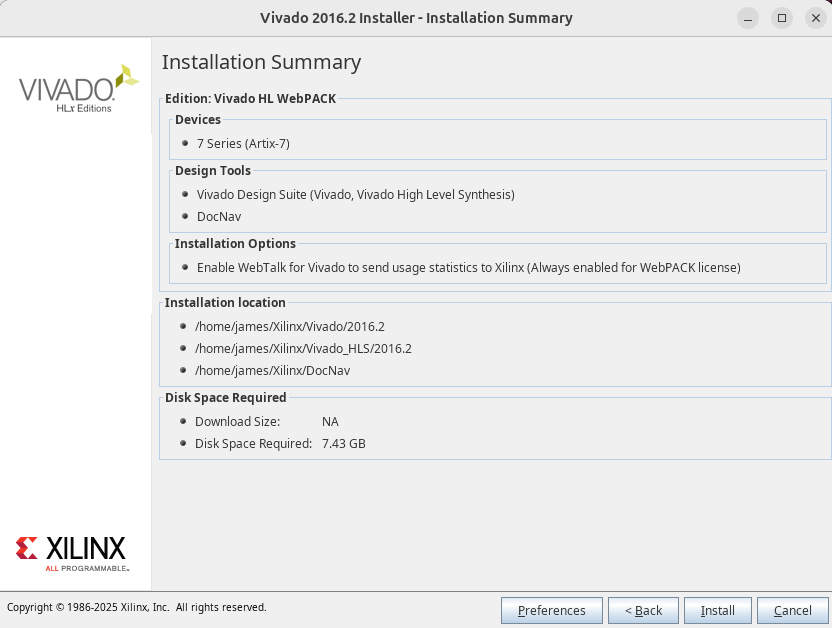 Vivado 2016.2 Installer - Installation Summary
VIVADO.
HLx Editions
Installation Summary
Edition: Vivado HL WebPACK
Devices
7 Series (Artix-7)
Design Tools
Vivado Design Suite (Vivado, Vivado High Level Synthesis)
DocNav
Installation Options
Enable WebTalk for Vivado to send usage statistics to Xilinx (Always enabled for WebPACK license)
Installation location
/home/james/Xilinx/Vivado/2016.2
/home/james/Xilinx/Vivado_HLS/2016.2
/home/james/Xilinx/DocNav
Disk Space Required
Download Size: NA
Disk Space Required: 7.43 GB
XILINX
ALL PROGRAMMABLE™
Copyright © 1986-2025 Xilinx, Inc. All rights reserved.
Preferences
< Back
Install
Cancel